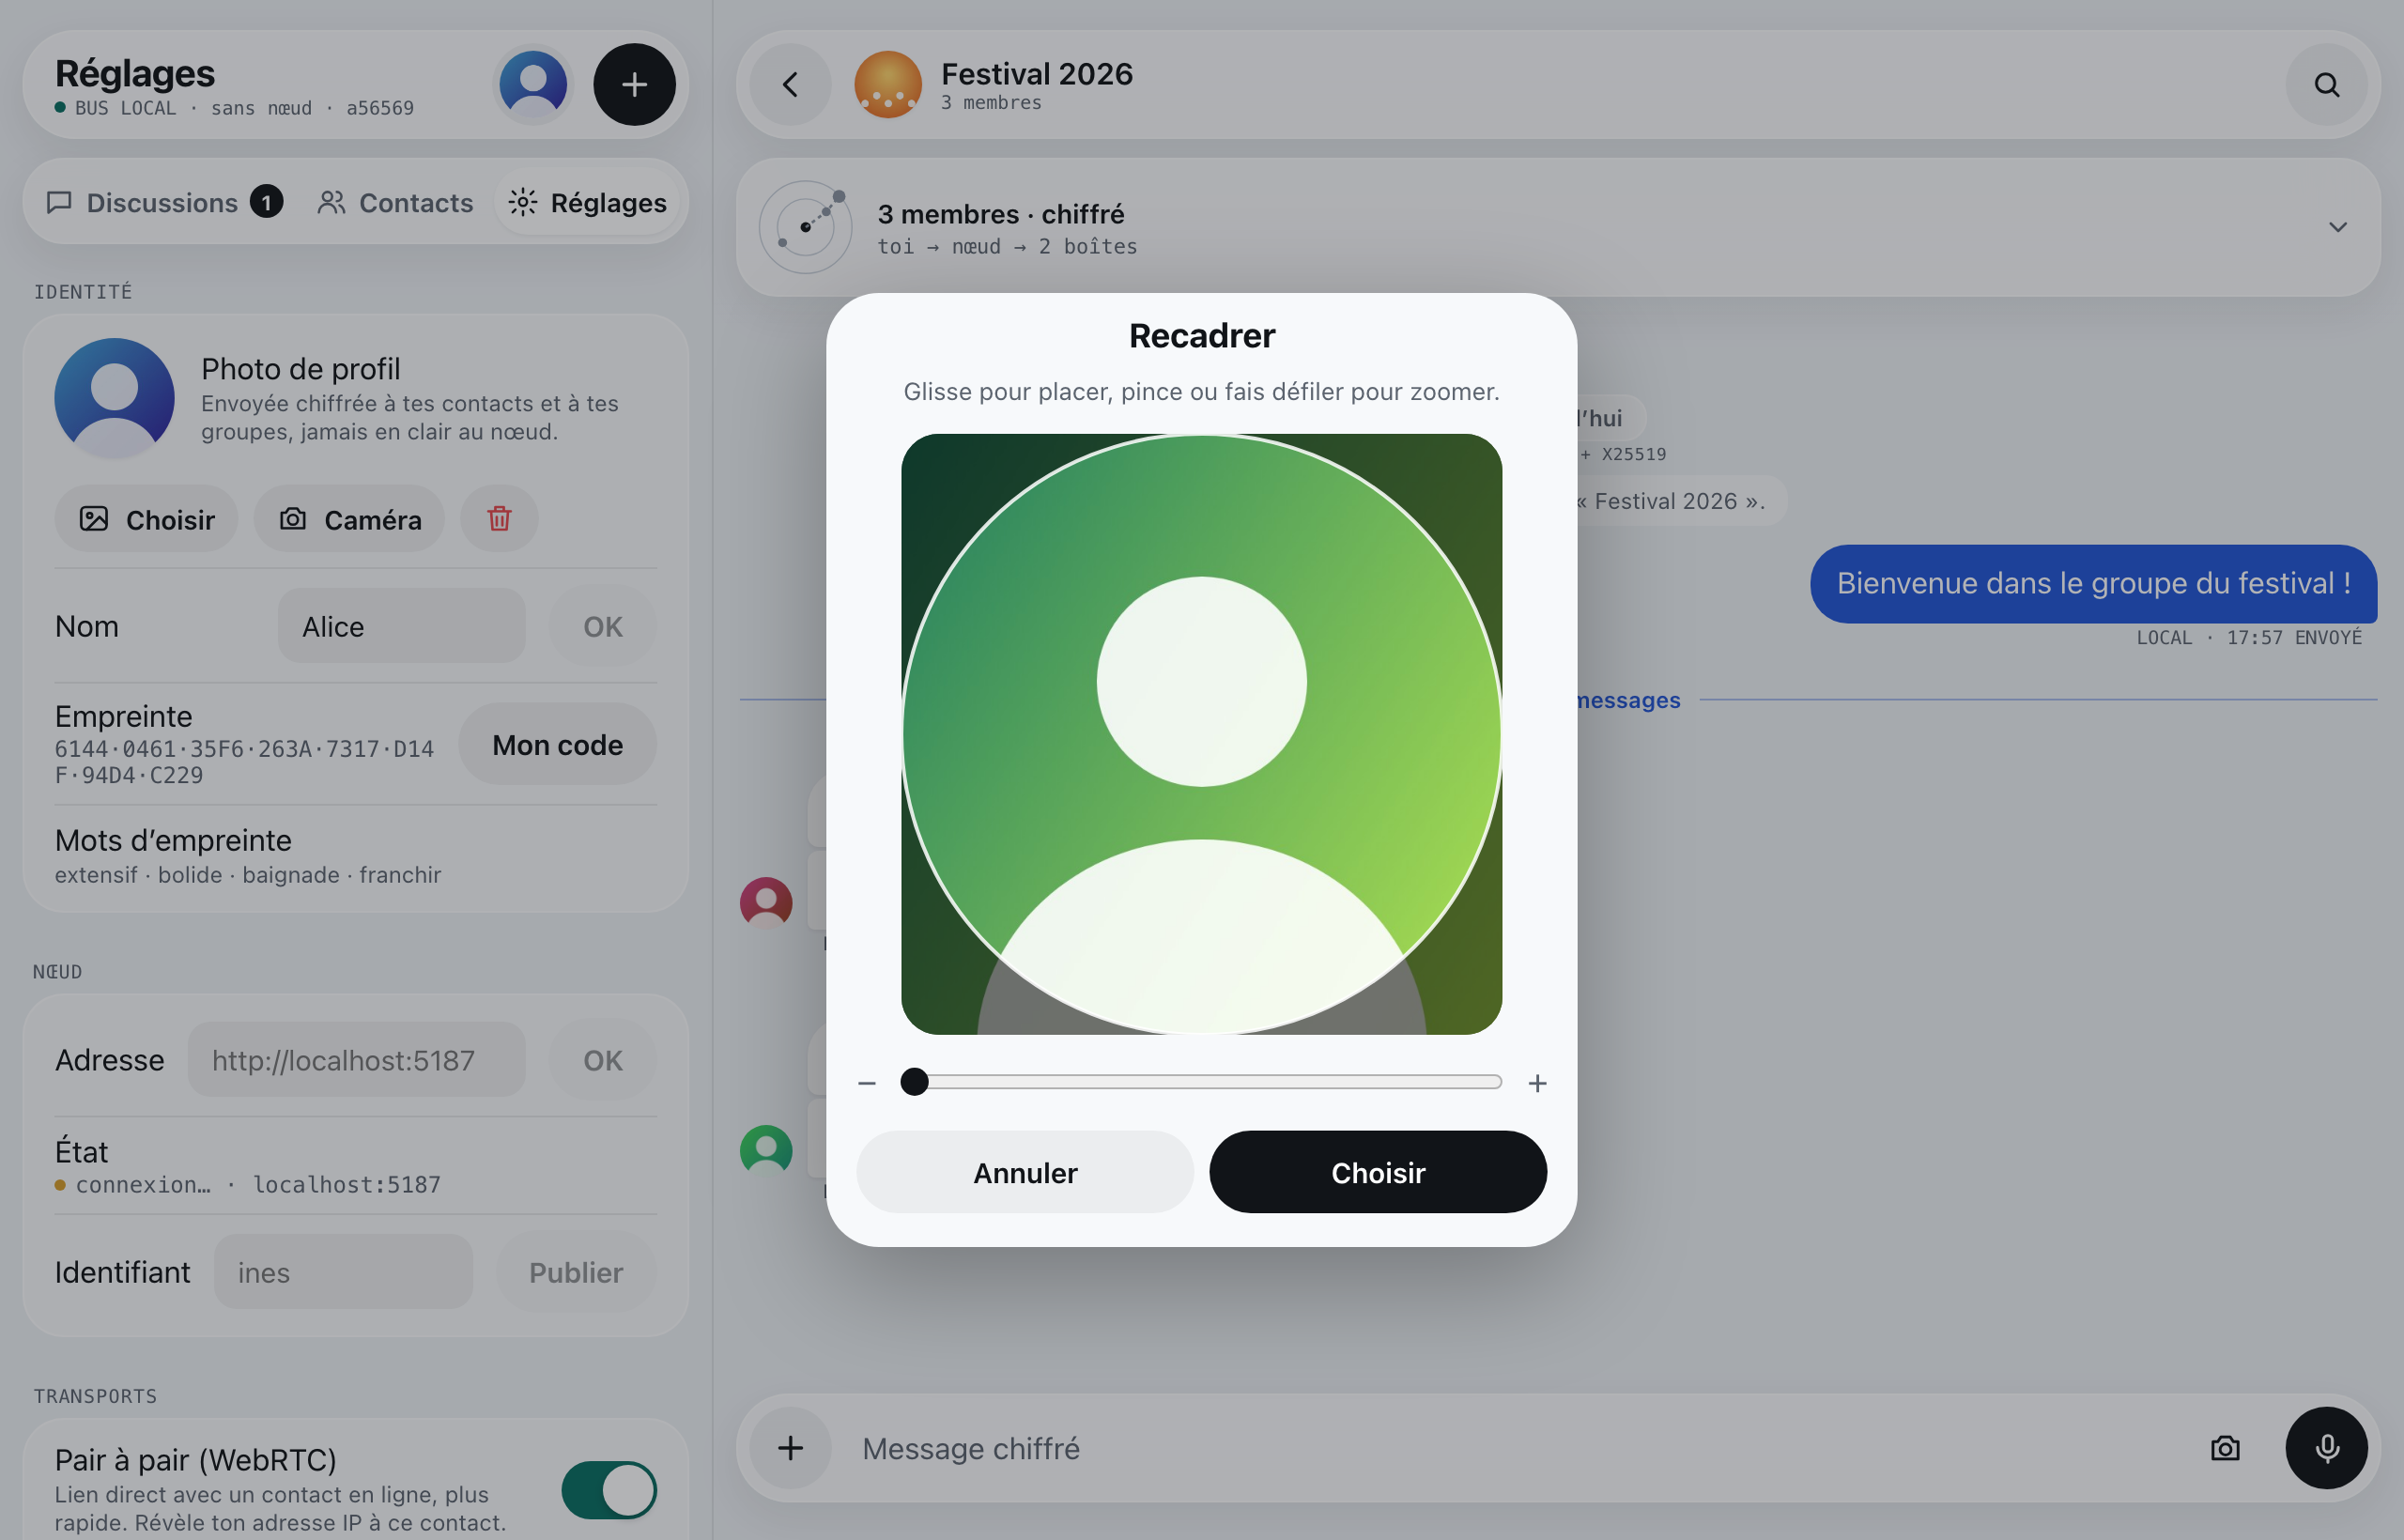 Réglages
BUS LOCAL · sans nœud · a56569
Discussions 1
Contacts
Réglages
IDENTITÉ
Photo de profil
Envoyée chiffrée à tes contacts et à tes
groupes, jamais en clair au nœud.
Choisir
Caméra
Nom
Alice
OK
Empreinte
6144·0461·35F6·263A·7317·D14
F·94D4·C229
Mon code
Mots d’empreinte
extensif · bolide · baignade · franchir
NŒUD
Adresse
http://localhost:5187
OK
État
connexion… · localhost:5187
Identifiant
ines
Publier
TRANSPORTS
Pair à pair (WebRTC)
Lien direct avec un contact en ligne, plus
rapide. Révèle ton adresse IP à ce contact.
Festival 2026
3 membres
3 membres · chiffré
toi → nœud → 2 boîtes
Recadrer
Glisse pour placer, pince ou fais défiler pour zoomer.
Annuler
Choisir
+ X25519
« Festival 2026 ».
Bienvenue dans le groupe du festival !
LOCAL · 17:57 ENVOYÉ
messages
Message chiffré